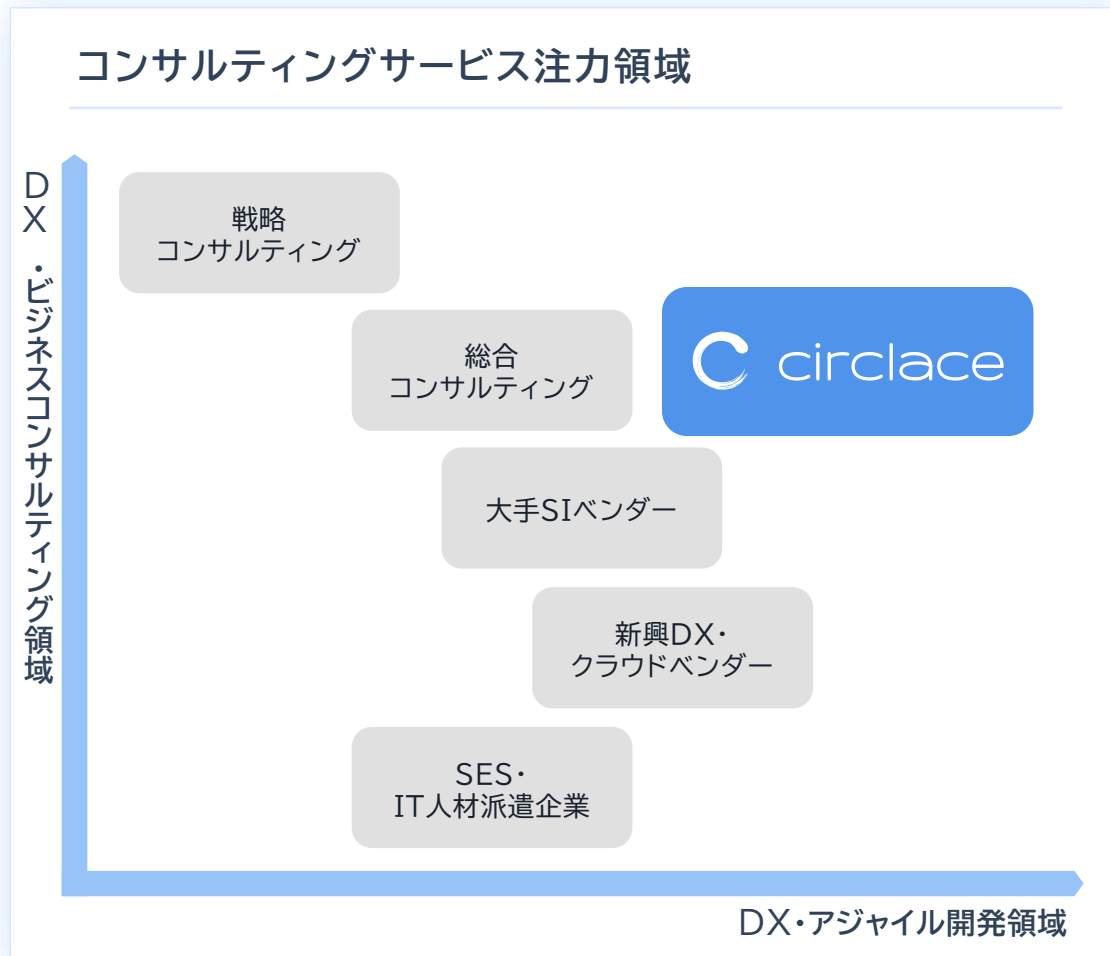 コンサルティングサービス注力領域
DX・ビジネスコンサルティング領域
戦略
コンサルティング
総合
コンサルティング
circlace
大手SIベンダー
新興DX・
クラウドベンダー
SES・
IT人材派遣企業
DX・アジャイル開発領域